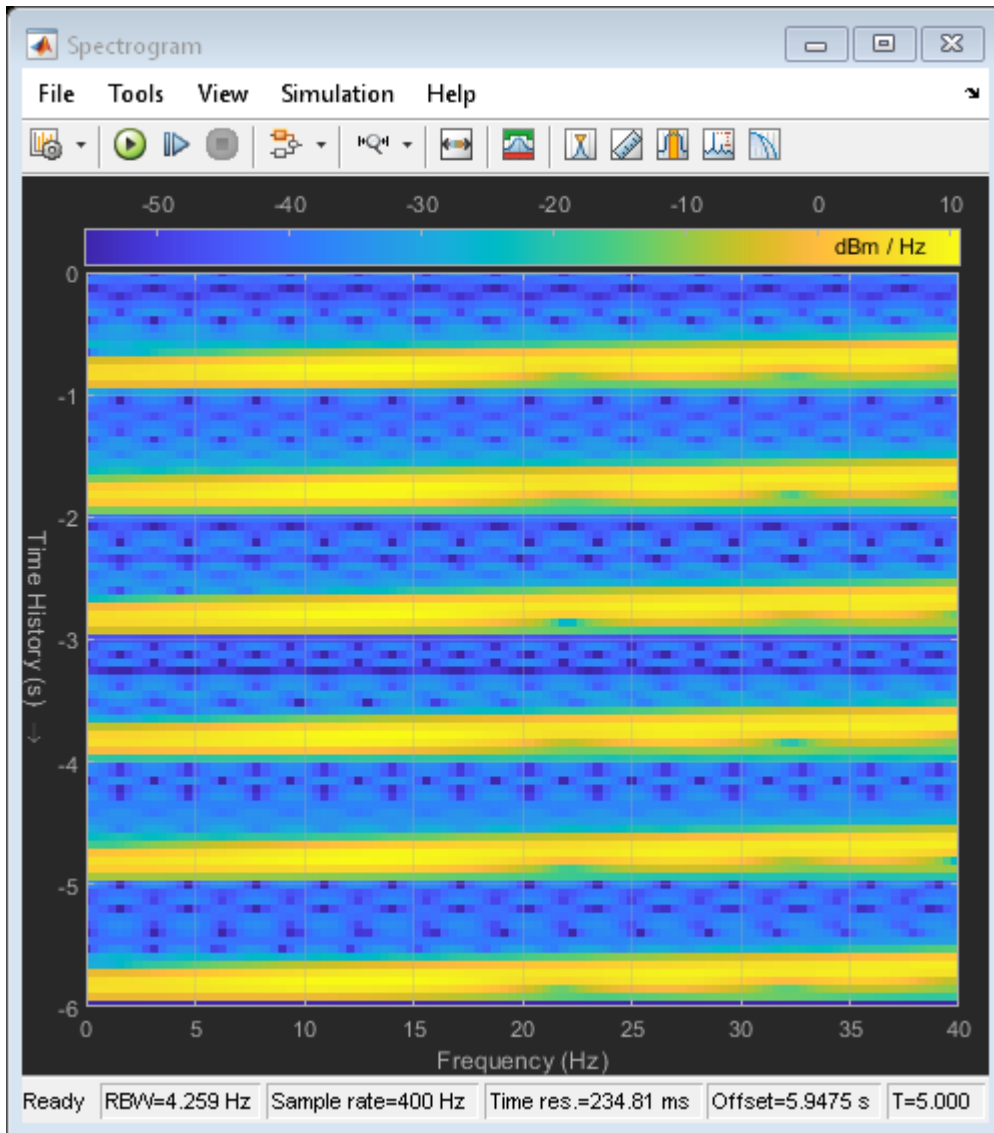 Spectrogram
File Tools View Simulation Help
-50 -40 -30 -20 -10 0 10
dBm / Hz
0
-1
-2
-3
-4
-5
-6
Time History (s) →
0 5 10 15 20 25 30 35 40
Frequency (Hz)
Ready RBW=4.259 Hz Sample rate=400 Hz Time res.=234.81 ms Offset=5.9475 s T=5.000